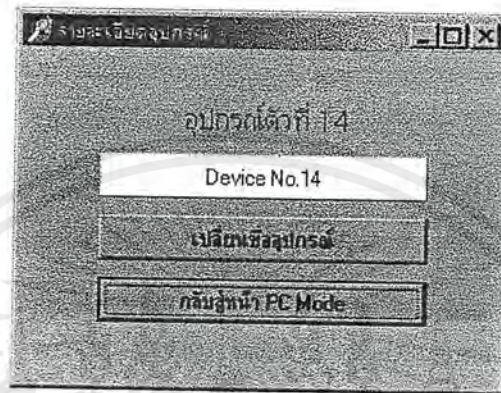 รายละเอียดอุปกรณ์
อุปกรณ์ตัวที่ 14
Device No.14
เปลี่ยนชื่ออุปกรณ์
กลับสู่หน้า PC Mode